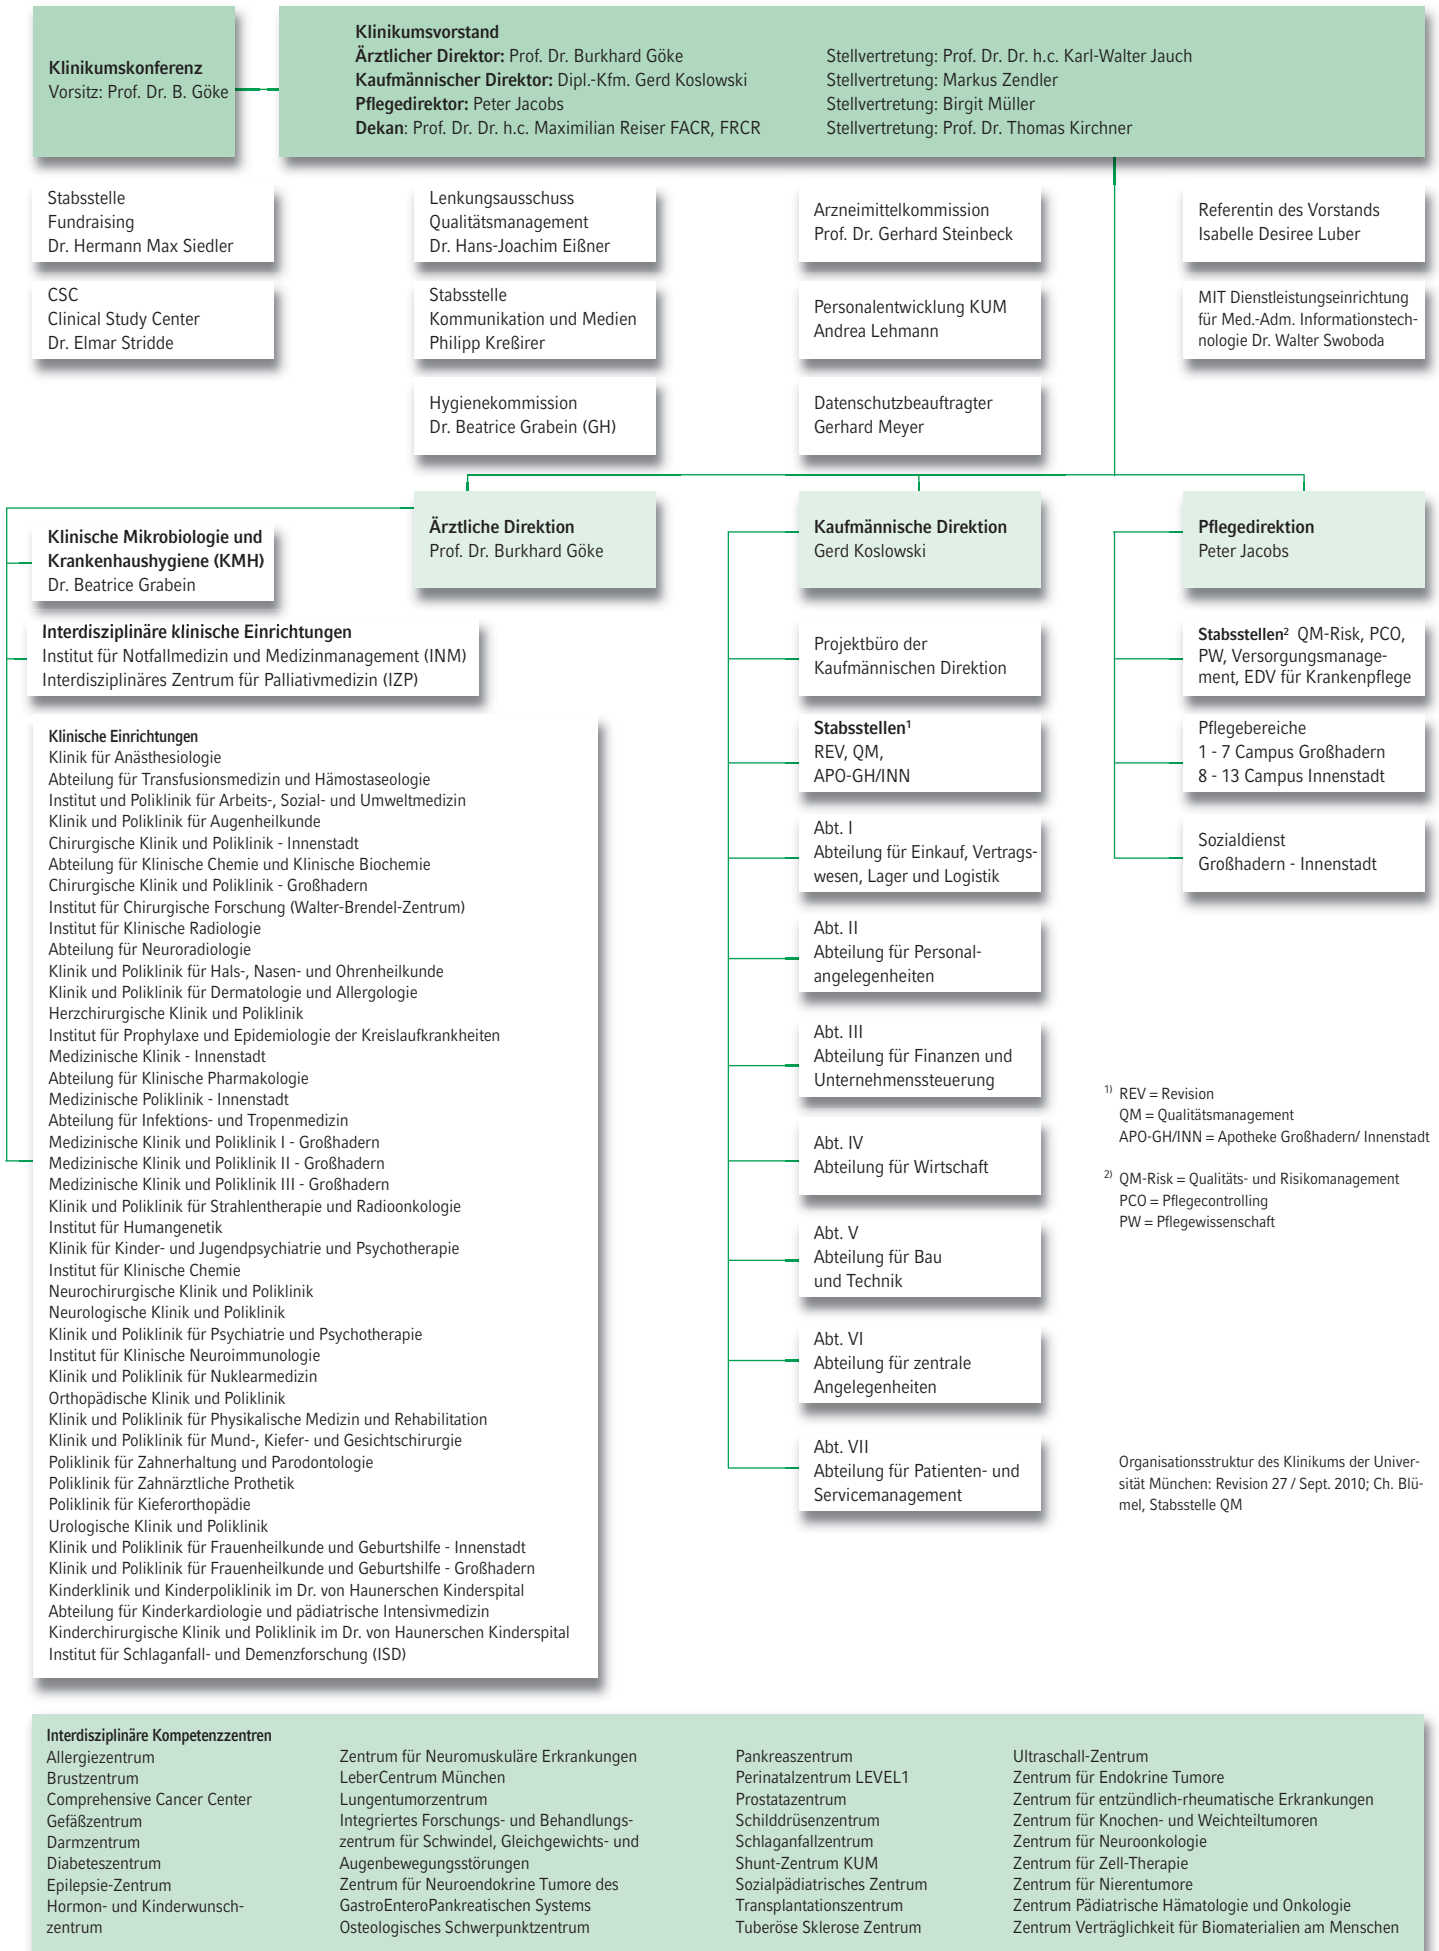 Klinikumskonferenz
Vorsitz: Prof. Dr. B. Göke
Klinikumsvorstand
Ärztlicher Direktor: Prof. Dr. Burkhard Göke
Stellvertretung: Prof. Dr. Dr. h.c. Karl-Walter Jauch
Kaufmännischer Direktor: Dipl.-Kfm. Gerd Koslowski
Stellvertretung: Markus Zendler
Pflegedirektor: Peter Jacobs
Stellvertretung: Birgit Müller
Dekan: Prof. Dr. Dr. h.c. Maximilian Reiser FACR, FRCR
Stellvertretung: Prof. Dr. Thomas Kirchner
Stabsstelle
Fundraising
Dr. Hermann Max Siedler
Lenkungsausschuss
Qualitätsmanagement
Dr. Hans-Joachim Eißner
Arzneimittelkommission
Prof. Dr. Gerhard Steinbeck
Referentin des Vorstands
Isabelle Desiree Luber
CSC
Clinical Study Center
Dr. Elmar Stridde
Stabsstelle
Kommunikation und Medien
Philipp Kreßirer
Personalentwicklung KUM
Andrea Lehmann
MIT Dienstleistungseinrichtung
für Med.-Adm. Informationstech-
nologie Dr. Walter Swoboda
Hygienekommission
Dr. Beatrice Grabein (GH)
Datenschutzbeauftragter
Gerhard Meyer
Ärztliche Direktion
Prof. Dr. Burkhard Göke
Klinische Mikrobiologie und
Krankenhaushygiene (KMH)
Dr. Beatrice Grabein
Interdisziplinäre klinische Einrichtungen
Institut für Notfallmedizin und Medizinmanagement (INM)
Interdisziplinäres Zentrum für Palliativmedizin (IZP)
Klinische Einrichtungen
Klinik für Anästhesiologie
Abteilung für Transfusionsmedizin und Hämostaseologie
Institut und Poliklinik für Arbeits-, Sozial- und Umweltmedizin
Klinik und Poliklinik für Augenheilkunde
Chirurgische Klinik und Poliklinik - Innenstadt
Abteilung für Klinische Chemie und Klinische Biochemie
Chirurgische Klinik und Poliklinik - Großhadern
Institut für Chirurgische Forschung (Walter-Brendel-Zentrum)
Institut für Klinische Radiologie
Abteilung für Neuroradiologie
Klinik und Poliklinik für Hals-, Nasen- und Ohrenheilkunde
Klinik und Poliklinik für Dermatologie und Allergologie
Herzchirurgische Klinik und Poliklinik
Institut für Prophylaxe und Epidemiologie der Kreislaufkrankheiten
Medizinische Klinik - Innenstadt
Abteilung für Klinische Pharmakologie
Medizinische Poliklinik - Innenstadt
Abteilung für Infektions- und Tropenmedizin
Medizinische Klinik und Poliklinik I - Großhadern
Medizinische Klinik und Poliklinik II - Großhadern
Medizinische Klinik und Poliklinik III - Großhadern
Klinik und Poliklinik für Strahlentherapie und Radioonkologie
Institut für Humangenetik
Klinik für Kinder- und Jugendpsychiatrie und Psychotherapie
Institut für Klinische Chemie
Neurochirurgische Klinik und Poliklinik
Neurologische Klinik und Poliklinik
Klinik und Poliklinik für Psychiatrie und Psychotherapie
Institut für Klinische Neuroimmunologie
Klinik und Poliklinik für Nuklearmedizin
Orthopädische Klinik und Poliklinik
Klinik und Poliklinik für Physikalische Medizin und Rehabilitation
Klinik und Poliklinik für Mund-, Kiefer- und Gesichtschirurgie
Poliklinik für Zahnerhaltung und Parodontologie
Poliklinik für Zahnärztliche Prothetik
Poliklinik für Kieferorthopädie
Urologische Klinik und Poliklinik
Klinik und Poliklinik für Frauenheilkunde und Geburtshilfe - Innenstadt
Klinik und Poliklinik für Frauenheilkunde und Geburtshilfe - Großhadern
Kinderklinik und Kinderpoliklinik im Dr. von Haunerschen Kinderspital
Abteilung für Kinderkardiologie und pädiatrische Intensivmedizin
Kinderchirurgische Klinik und Poliklinik im Dr. von Haunerschen Kinderspital
Institut für Schlaganfall- und Demenzforschung (ISD)
Kaufmännische Direktion
Gerd Koslowski
Projektbüro der
Kaufmännischen Direktion
Stabsstellen¹
REV, QM,
APO-GH/INN
Abt. I
Abteilung für Einkauf, Vertrags-
wesen, Lager und Logistik
Abt. II
Abteilung für Personal-
angelegenheiten
Abt. III
Abteilung für Finanzen und
Unternehmenssteuerung
Abt. IV
Abteilung für Wirtschaft
Abt. V
Abteilung für Bau
und Technik
Abt. VI
Abteilung für zentrale
Angelegenheiten
Abt. VII
Abteilung für Patienten- und
Servicemanagement
Pflegedirektion
Peter Jacobs
Stabsstellen² QM-Risk, PCO,
PW, Versorgungsmanage-
ment, EDV für Krankenpflege
Pflegebereiche
1 - 7 Campus Großhadern
8 - 13 Campus Innenstadt
Sozialdienst
Großhadern - Innenstadt
1) REV = Revision
QM = Qualitätsmanagement
APO-GH/INN = Apotheke Großhadern/ Innenstadt
2) QM-Risk = Qualitäts- und Risikomanagement
PCO = Pflegecontrolling
PW = Pflegewissenschaft
Organisationsstruktur des Klinikums der Univer-
sität München: Revision 27 / Sept. 2010; Ch. Blü-
mel, Stabsstelle QM
Interdisziplinäre Kompetenzzentren
Allergiezentrum
Brustzentrum
Comprehensive Cancer Center
Gefäßzentrum
Darmzentrum
Diabeteszentrum
Epilepsie-Zentrum
Hormon- und Kinderwunsch-
zentrum
Zentrum für Neuromuskuläre Erkrankungen
LeberCentrum München
Lungentumorzentrum
Integriertes Forschungs- und Behandlungs-
zentrum für Schwindel, Gleichgewichts- und
Augenbewegungsstörungen
Zentrum für Neuroendokrine Tumore des
GastroEnteroPankreatischen Systems
Osteologisches Schwerpunktzentrum
Pankreaszentrum
Perinatalzentrum LEVEL1
Prostatazentrum
Schilddrüsenzentrum
Schlaganfallzentrum
Shunt-Zentrum KUM
Sozialpädiatrisches Zentrum
Transplantationszentrum
Tuberöse Sklerose Zentrum
Ultraschall-Zentrum
Zentrum für Endokrine Tumore
Zentrum für entzündlich-rheumatische Erkrankungen
Zentrum für Knochen- und Weichteiltumoren
Zentrum für Neuroonkologie
Zentrum für Zell-Therapie
Zentrum für Nierentumore
Zentrum Pädiatrische Hämatologie und Onkologie
Zentrum Verträglichkeit für Biomaterialien am Menschen